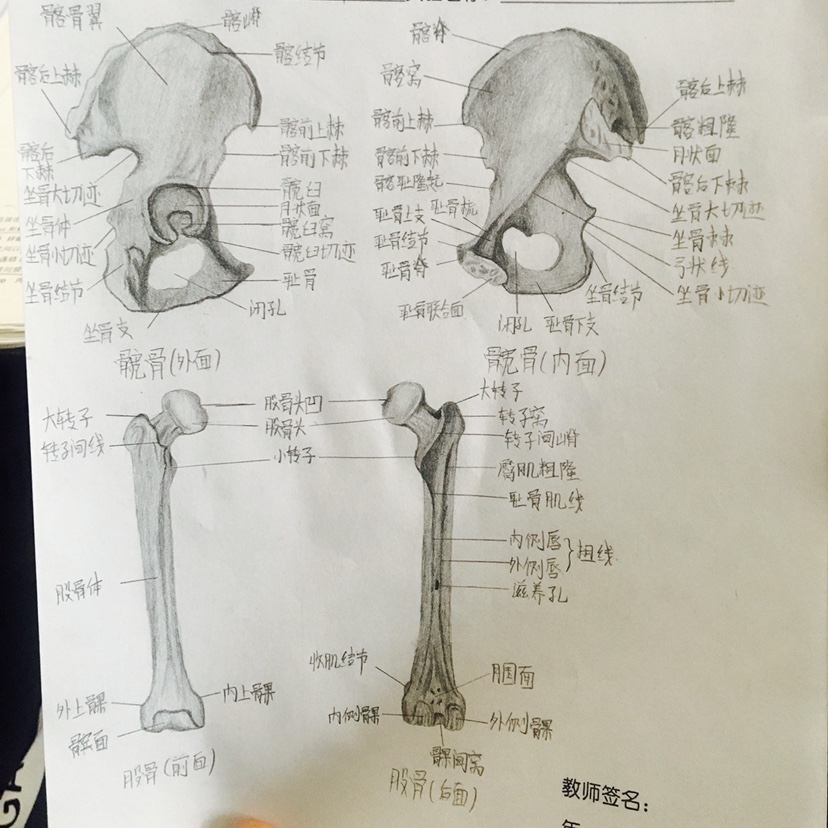 髂骨翼
髂嵴
髂结节
髂后上棘
髂前上棘
髂前下棘
髂后
下棘
坐骨大切迹
髋臼
月状面
坐骨体
髋臼窝
坐骨小切迹
髋臼切迹
坐骨结节
耻骨
闭孔
坐骨支
髋骨(外面)
髂脊
髂窝
髂后上棘
髂前上棘
髂粗隆
月状面
髂前下棘
髂后下棘
髂耻隆起
坐骨大切迹
耻骨上支
耻骨梳
坐骨棘
耻骨结节
弓状线
耻骨脊
坐骨小切迹
坐骨结节
耻骨联合面
闭孔
耻骨下支
髋骨(内面)
大转子
股骨头凹
股骨头
转子间线
小转子
股骨体
外上髁
内上髁
髌面
股骨(前面)
大转子
转子窝
转子间嵴
臀肌粗隆
耻骨肌线
内侧唇
外侧唇
粗线
滋养孔
收肌结节
腘面
内侧髁
外侧髁
髁间窝
股骨(后面)
教师签名：